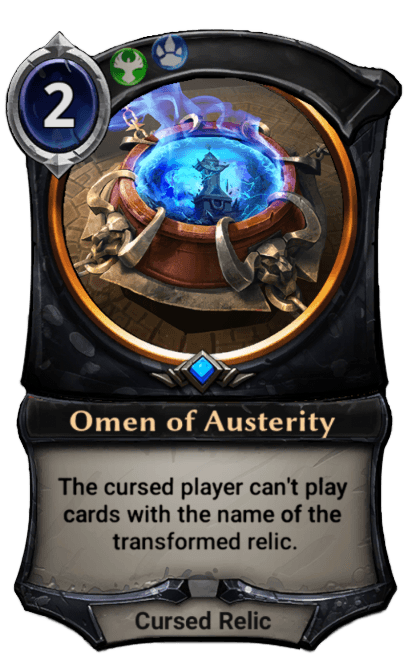 2
Omen of Austerity
The cursed player can't play
cards with the name of the
transformed relic.
Cursed Relic